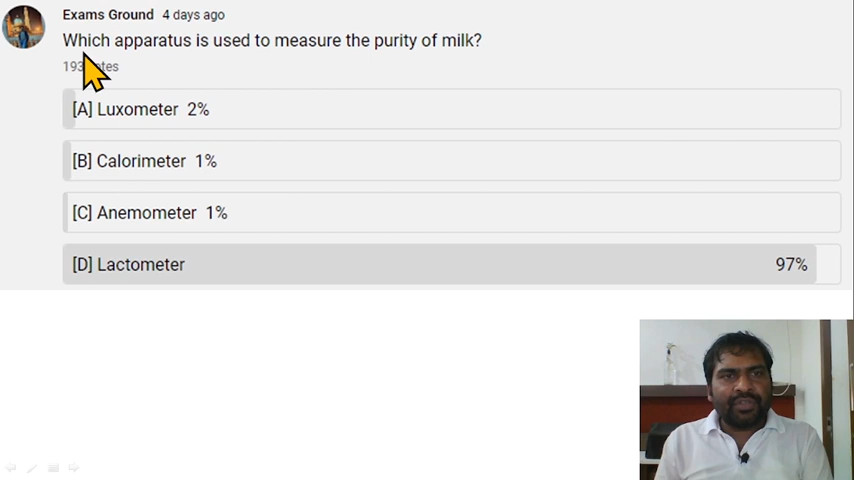 Exams Ground 4 days ago
Which apparatus is used to measure the purity of milk?
193
[A] Luxometer 2%
[B] Calorimeter 1%
[C] Anemometer 1%
[D] Lactometer 97%